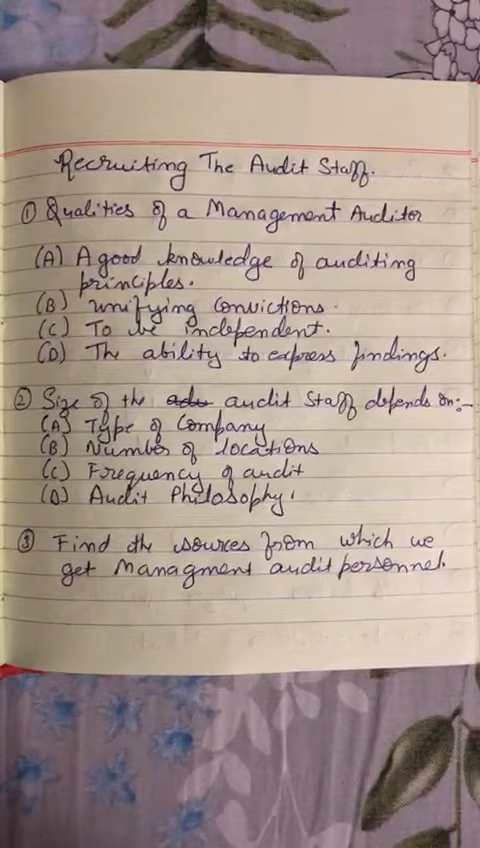 Recruiting The Audit Staff.
① Qualities of a Management Auditor
(A) A good knowledge of auditing
principles.
(B) unifying convictions.
(C) To be independent.
(D) The ability to express findings.
② Size of the adu audit Staff depends on:-
(A) Type of Company
(B) Number of locations
(C) Frequency of audit
(D) Audit Philosophy.
③ Find the sources from which we
get Managment audit personnel.